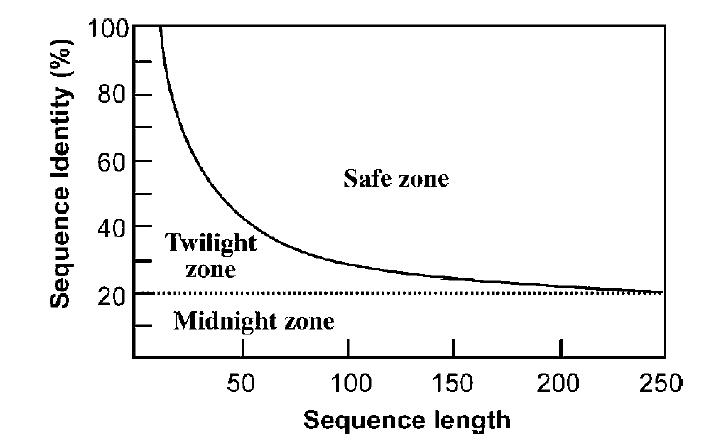 Sequence Identity (%)
100
80
60
40
20
Safe zone
Twilight
zone
Midnight zone
50
100
150
200
250
Sequence length